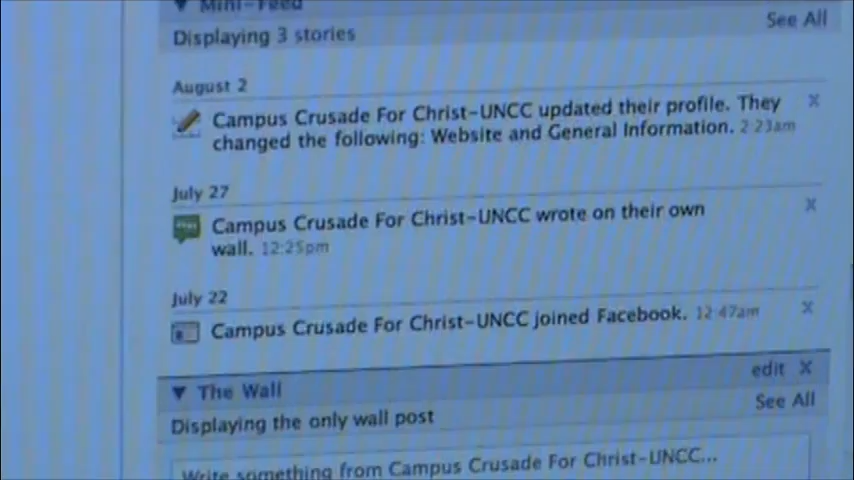 Mini-Feed
Displaying 3 stories See All
August 2
Campus Crusade For Christ-UNCC updated their profile. They X
changed the following: Website and General Information. 2:23am
July 27
Campus Crusade For Christ-UNCC wrote on their own X
wall. 12:25pm
July 22
Campus Crusade For Christ-UNCC joined Facebook. 12:47am X
The Wall edit X
Displaying the only wall post See All
Write something from Campus Crusade For Christ-UNCC...